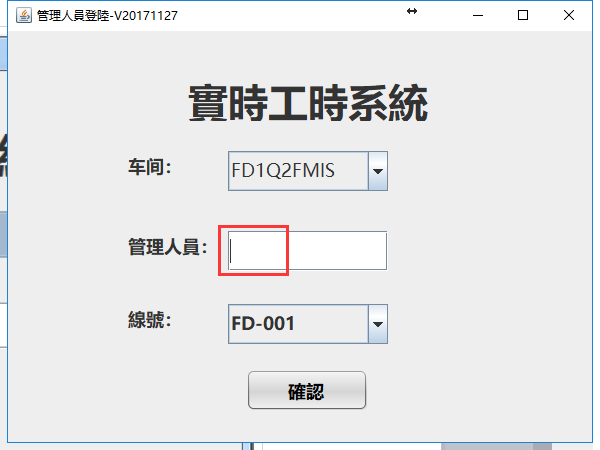 管理人員登陸-V20171127
實時工時系統
车间： FD1Q2FMIS
管理人員：
線號： FD-001
確認